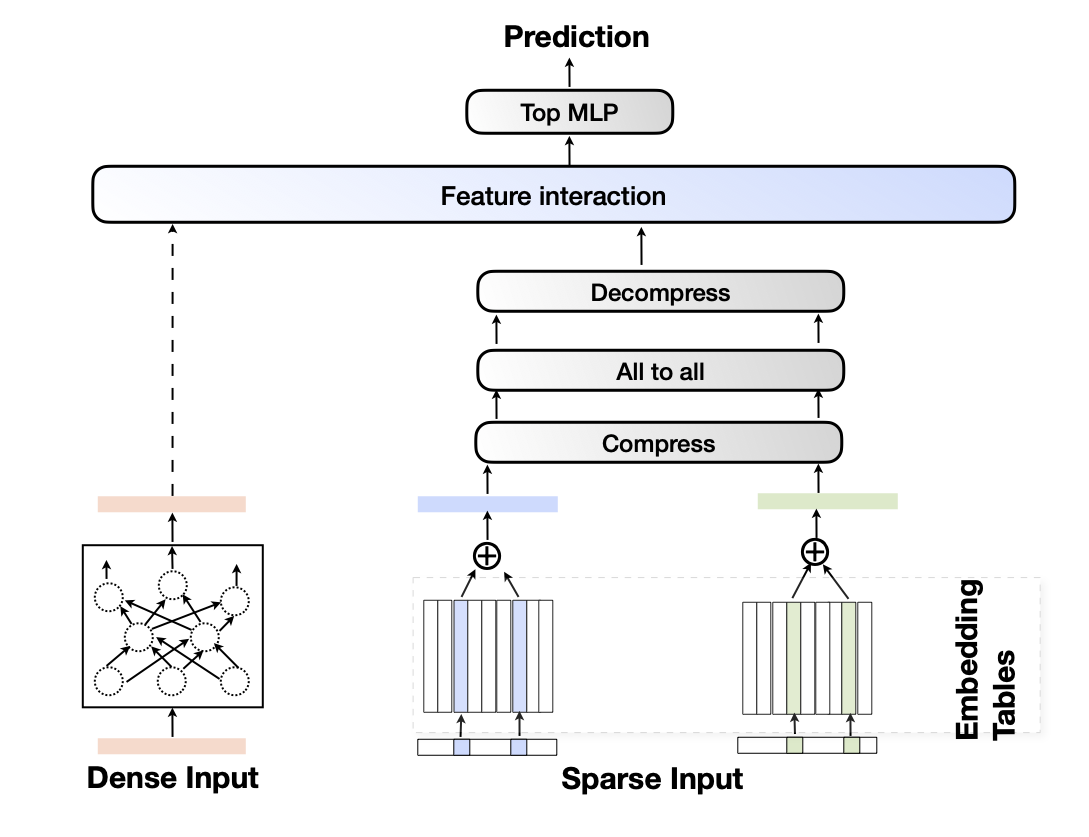 Prediction
Top MLP
Feature interaction
Decompress
All to all
Compress
Embedding
Tables
Dense Input
Sparse Input